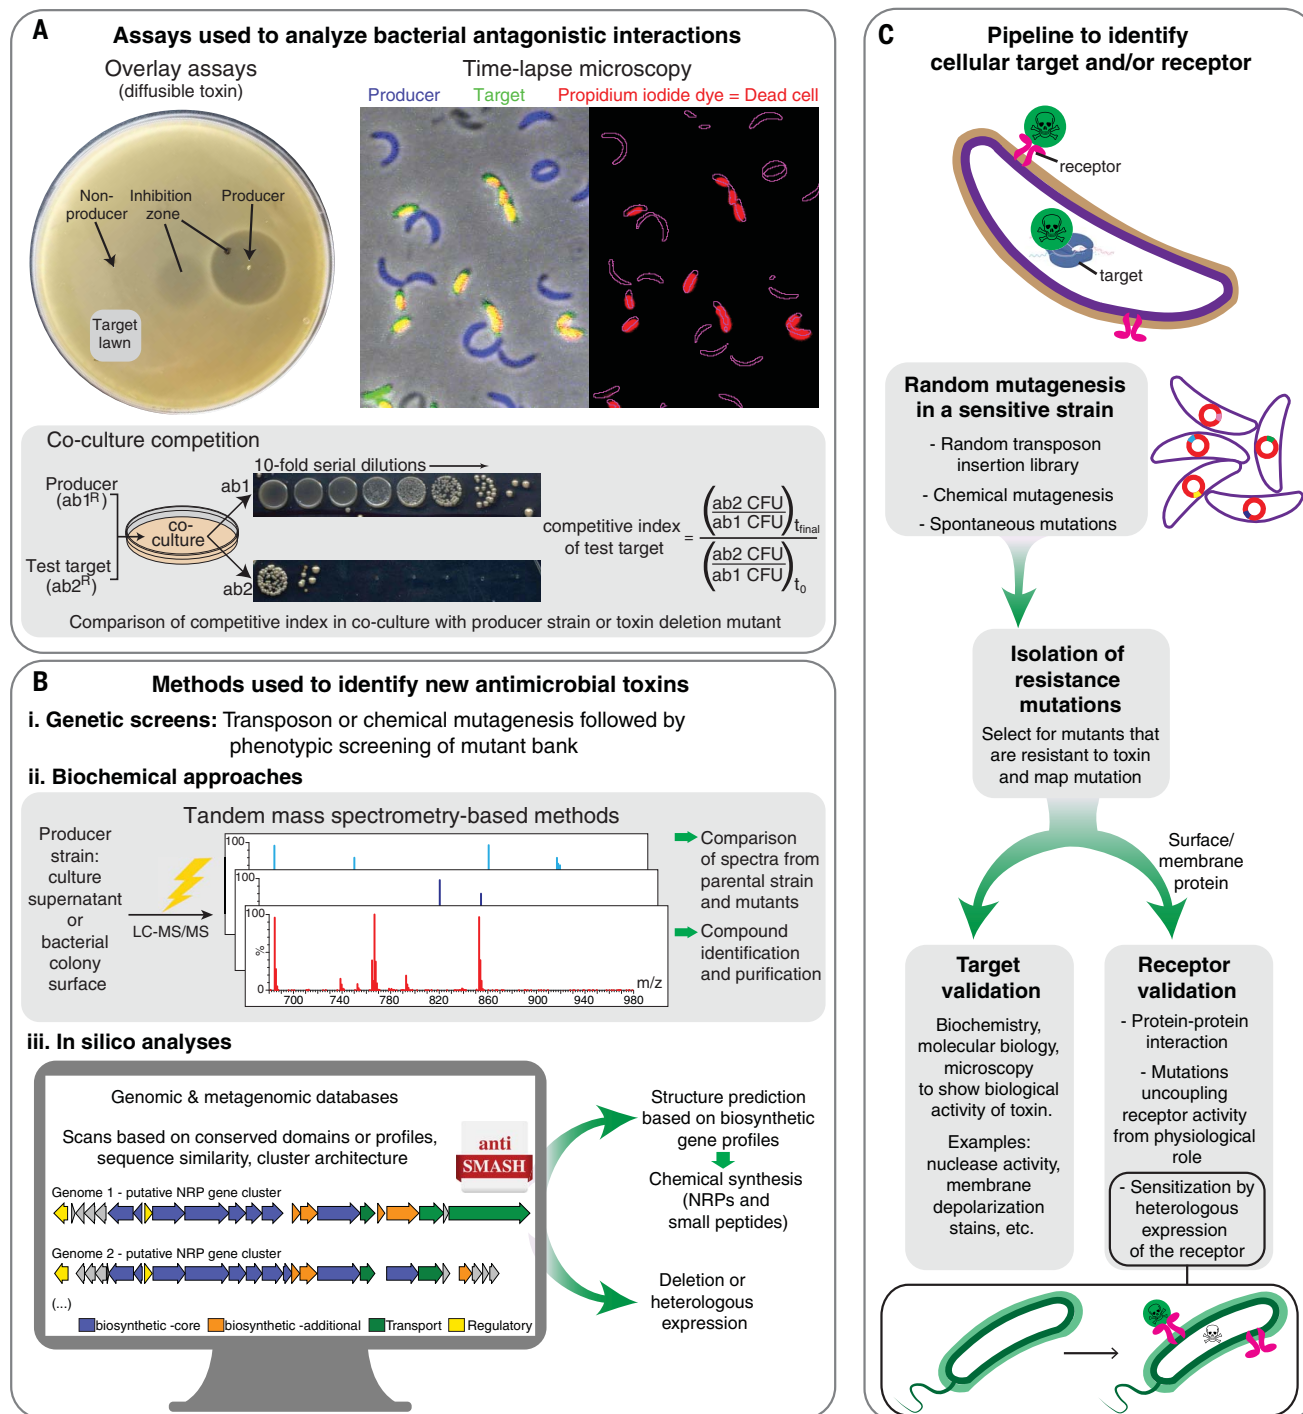 A
Assays used to analyze bacterial antagonistic interactions
Overlay assays
(diffusible toxin)
Time-lapse microscopy
Producer
Target
Propidium iodide dye = Dead cell
Non-
producer
Inhibition
zone
Producer
Target
lawn
Co-culture competition
10-fold serial dilutions
Producer
(ab1R)
ab1
co-
culture
Test target
(ab2R)
ab2
competitive index
of test target
=
(ab2 CFU
ab1 CFU) tfinal
(ab2 CFU
ab1 CFU) t0
Comparison of competitive index in co-culture with producer strain or toxin deletion mutant
B
Methods used to identify new antimicrobial toxins
i. Genetic screens: Transposon or chemical mutagenesis followed by
phenotypic screening of mutant bank
ii. Biochemical approaches
Tandem mass spectrometry-based methods
Producer
strain:
culture
supernatant
or
bacterial
colony
surface
LC-MS/MS
100
100
100
%
0
700 740 780 820 860 900 940 980
m/z
Comparison
of spectra from
parental strain
and mutants
Compound
identification
and purification
iii. In silico analyses
Genomic & metagenomic databases
Scans based on conserved domains or profiles,
sequence similarity, cluster architecture
anti
SMASH
Genome 1 - putative NRP gene cluster
Genome 2 - putative NRP gene cluster
(...)
biosynthetic -core
biosynthetic -additional
Transport
Regulatory
Structure prediction
based on biosynthetic
gene profiles
Chemical synthesis
(NRPs and
small peptides)
Deletion or
heterologous
expression
C
Pipeline to identify
cellular target and/or receptor
receptor
target
Random mutagenesis
in a sensitive strain
- Random transposon
insertion library
- Chemical mutagenesis
- Spontaneous mutations
Isolation of
resistance
mutations
Select for mutants that
are resistant to toxin
and map mutation
Surface/
membrane
protein
Target
validation
Biochemistry,
molecular biology,
microscopy
to show biological
activity of toxin.
Examples:
nuclease activity,
membrane
depolarization
stains, etc.
Receptor
validation
- Protein-protein
interaction
- Mutations
uncoupling
receptor activity
from physiological
role
- Sensitization by
heterologous
expression
of the receptor